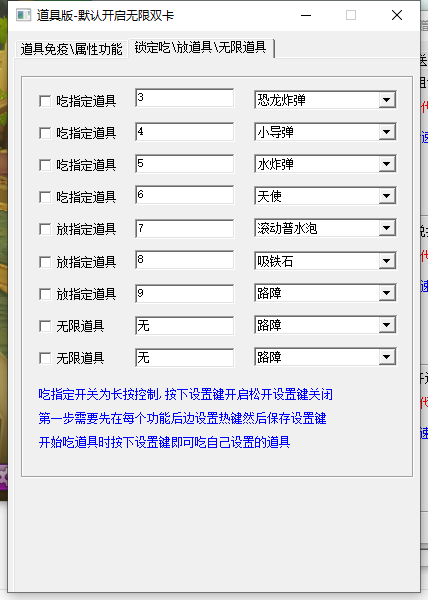 道具版-默认开启无限双卡
道具免疫\属性功能 锁定吃\放道具\无限道具
吃指定道具 3 恐龙炸弹
吃指定道具 4 小导弹
吃指定道具 5 水炸弹
吃指定道具 6 天使
放指定道具 7 滚动普水泡
放指定道具 8 吸铁石
放指定道具 9 路障
无限道具 无 路障
无限道具 无 路障
吃指定开关为长按控制,按下设置键开启松开设置键关闭
第一步需要先在每个功能后边设置热键然后保存设置键
开始吃道具时按下设置键即可吃自己设置的道具